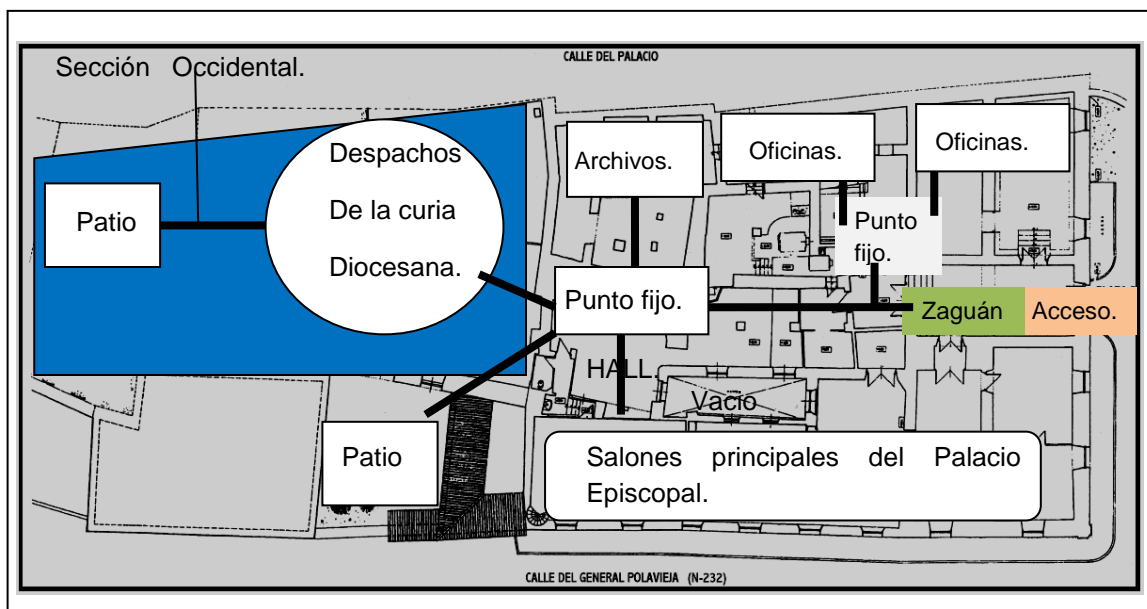 CALLE DEL PALACIO
Sección Occidental.
Despachos
De la curia
Diocesana.
Patio
Archivos.
Oficinas.
Oficinas.
Punto
fijo.
Punto fijo.
Zaguán
Acceso.
HALL.
Vacio
Patio
Salones principales del Palacio
Episcopal.
CALLE DEL GENERAL POLAVIEJA (N-232)